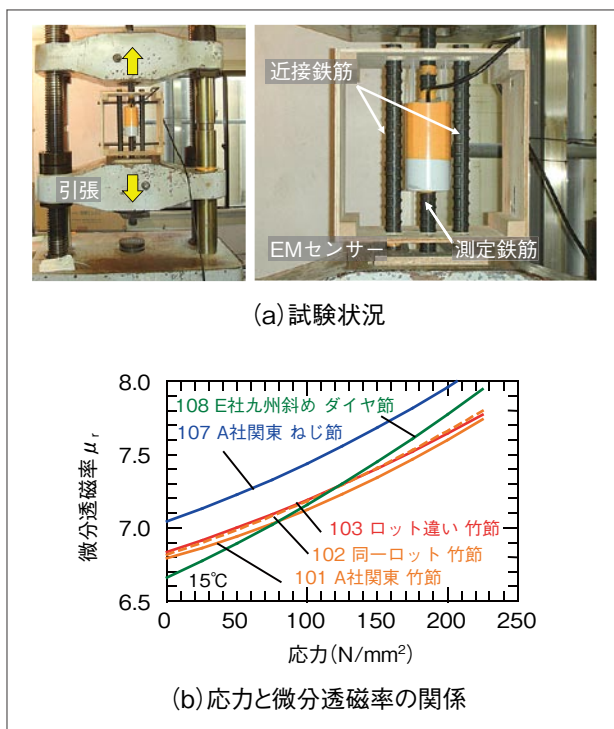 引張
近接鉄筋
EMセンサー
測定鉄筋
(a)試験状況
微分透磁率 μr
8.0
7.5
7.0
6.5
108 E社九州斜め ダイヤ節
107 A社関東 ねじ節
103 ロット違い 竹節
102 同一ロット 竹節
101 A社関東 竹節
15℃
0
50
100
150
200
250
応力(N/mm²)
(b)応力と微分透磁率の関係